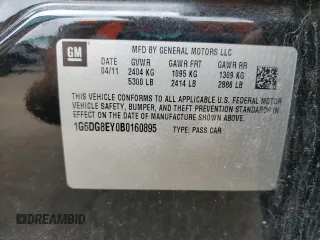 GM
MFD BY GENERAL MOTORS LLC
04/11
GVWR GAWR FRT GAWR RR
2404 KG 1095 KG 1309 KG
5300 LB 2414 LB 2886 LB
THIS VEHICLE CONFORMS TO ALL APPLICABLE U.S. FEDERAL MOTOR
VEHICLE SAFETY, BUMPER, AND THEFT PREVENTION STANDARDS IN
EFFECT ON THE DATE OF MANUFACTURE SHOWN ABOVE.
1G6DG8EY0B0160895 TYPE: PASS CAR
DREAMBID